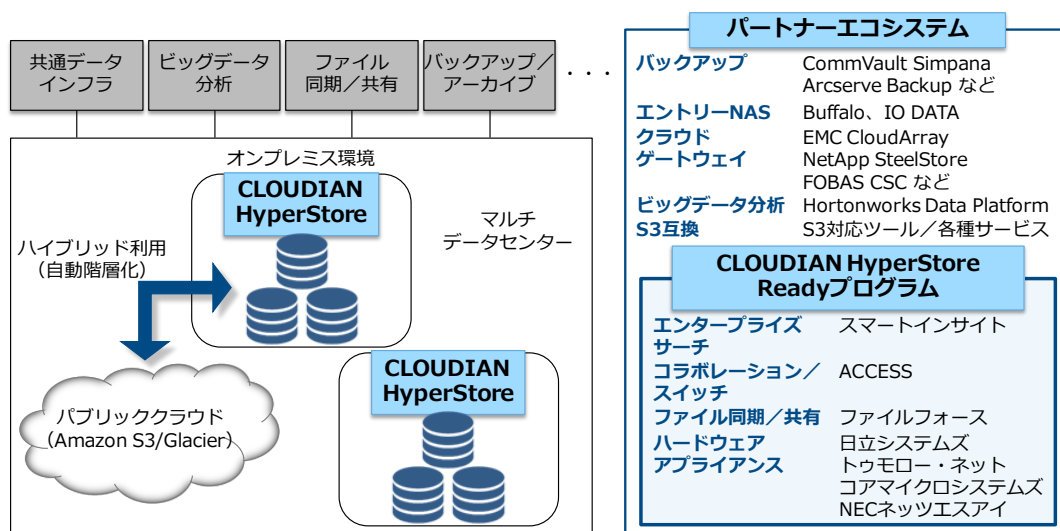 共通データ
インフラ
ビッグデータ
分析
ファイル
同期／共有
バックアップ／
アーカイブ
・・・
オンプレミス環境
CLOUDIAN
HyperStore
マルチ
データセンター
ハイブリッド利用
（自動階層化）
パブリッククラウド
（Amazon S3/Glacier）
CLOUDIAN
HyperStore
パートナーエコシステム
バックアップ CommVault Simpana
Arcserve Backup など
エントリーNAS Buffalo、IO DATA
クラウド EMC CloudArray
ゲートウェイ NetApp SteelStore
FOBAS CSC など
ビッグデータ分析 Hortonworks Data Platform
S3互換 S3対応ツール／各種サービス
CLOUDIAN HyperStore
Readyプログラム
エンタープライズ スマートインサイト
サーチ
コラボレーション／ ACCESS
スイッチ
ファイル同期／共有 ファイルフォース
ハードウェア 日立システムズ
アプライアンス トゥモロー・ネット
コアマイクロシステムズ
NECネッツエスアイ